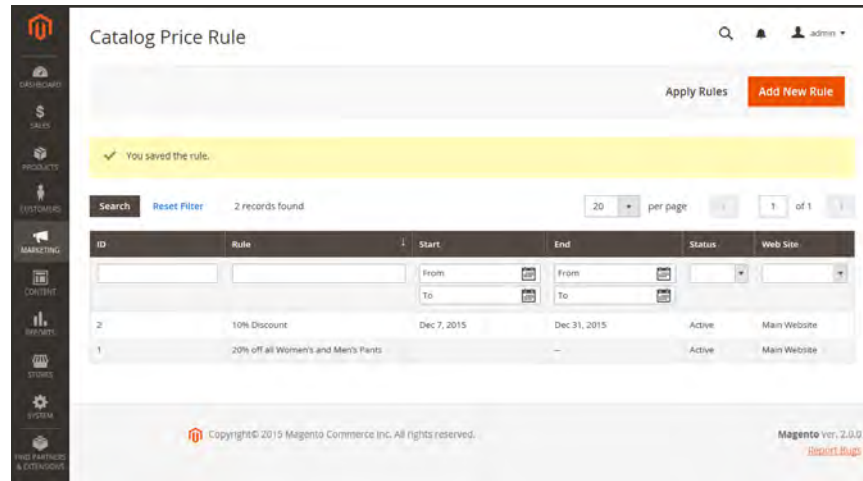 Catalog Price Rule
admin
DASHBOARD
SALES
PRODUCTS
CUSTOMERS
MARKETING
CONTENT
REPORTS
STORES
SYSTEM
FIND PARTNERS
& EXTENSIONS
Apply Rules Add New Rule
You saved the rule.
Search Reset Filter 2 records found 20 per page 1 of 1
ID Rule Start End Status Web Site
From From
To To
2 10% Discount Dec 7, 2015 Dec 31, 2015 Active Main Website
1 20% off all Women's and Men's Pants -- Active Main Website
Copyright© 2015 Magento Commerce Inc. All rights reserved. Magento ver. 2.0.0
Report Bugs